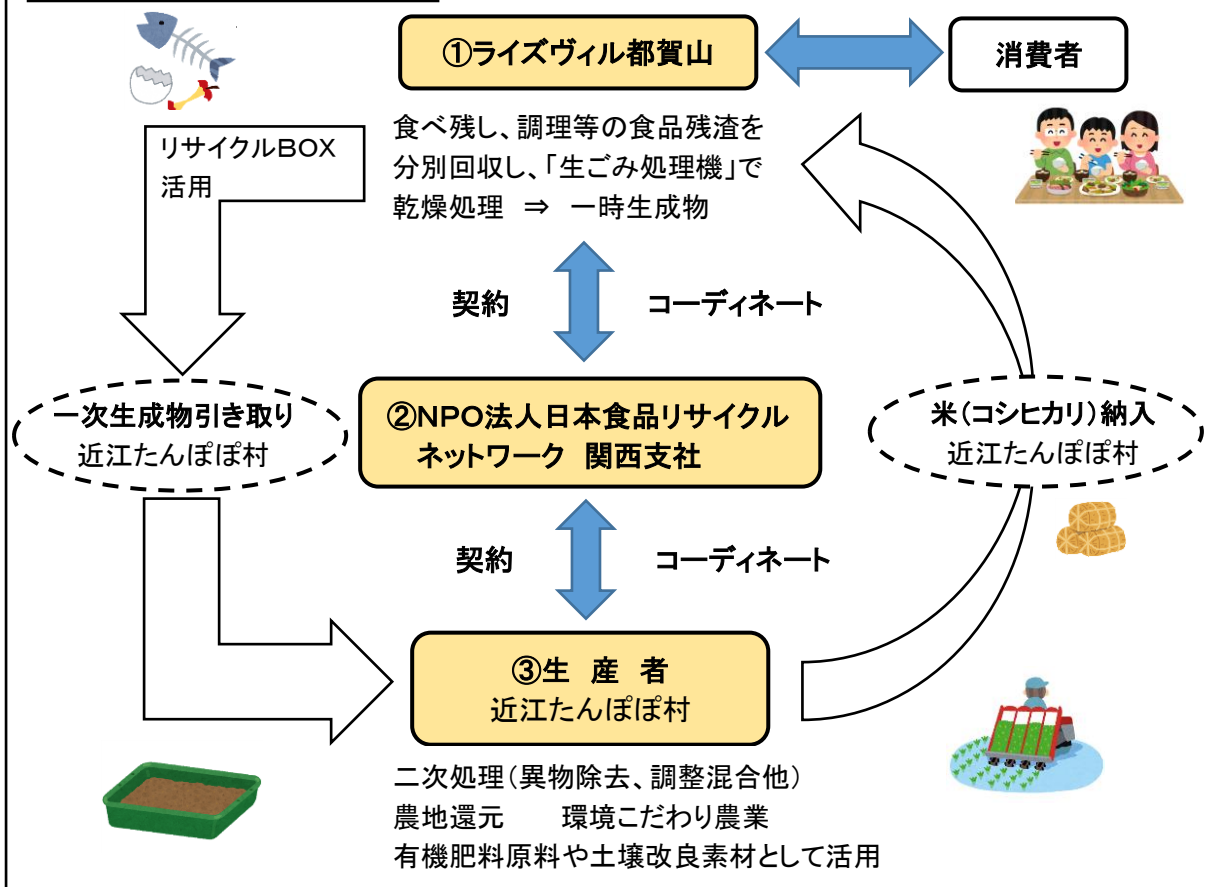 ①ライズヴィル都賀山
消費者
食べ残し、調理等の食品残渣を
分別回収し、「生ごみ処理機」で
乾燥処理 ⇒ 一時生成物
リサイクルBOX
活用
契約
コーディネート
一次生成物引き取り
近江たんぽぽ村
②NPO法人日本食品リサイクル
ネットワーク 関西支社
米(コシヒカリ)納入
近江たんぽぽ村
契約
コーディネート
③生 産 者
近江たんぽぽ村
二次処理(異物除去、調整混合他)
農地還元 環境こだわり農業
有機肥料原料や土壌改良素材として活用